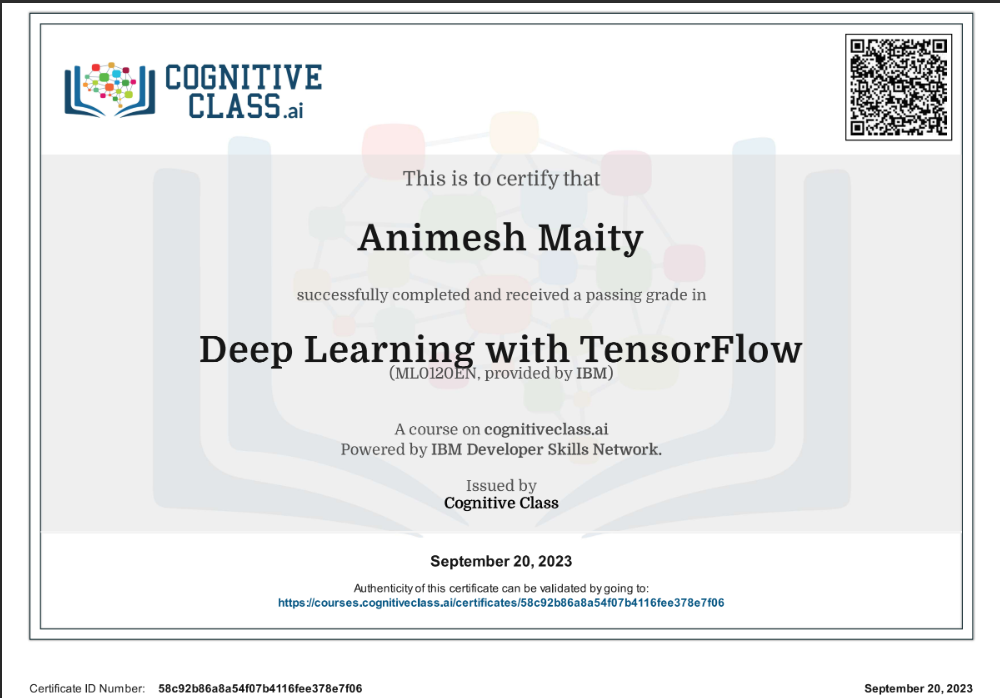 COGNITIVE
CLASS.ai
This is to certify that
Animesh Maity
successfully completed and received a passing grade in
Deep Learning with TensorFlow
(ML0120EN, provided by IBM)
A course on cognitiveclass.ai
Powered by IBM Developer Skills Network.
Issued by
Cognitive Class
September 20, 2023
Authenticity of this certificate can be validated by going to:
https://courses.cognitiveclass.ai/certificates/58c92b86a8a54f07b4116fee378e7f06
Certificate ID Number: 58c92b86a8a54f07b4116fee378e7f06
September 20, 2023